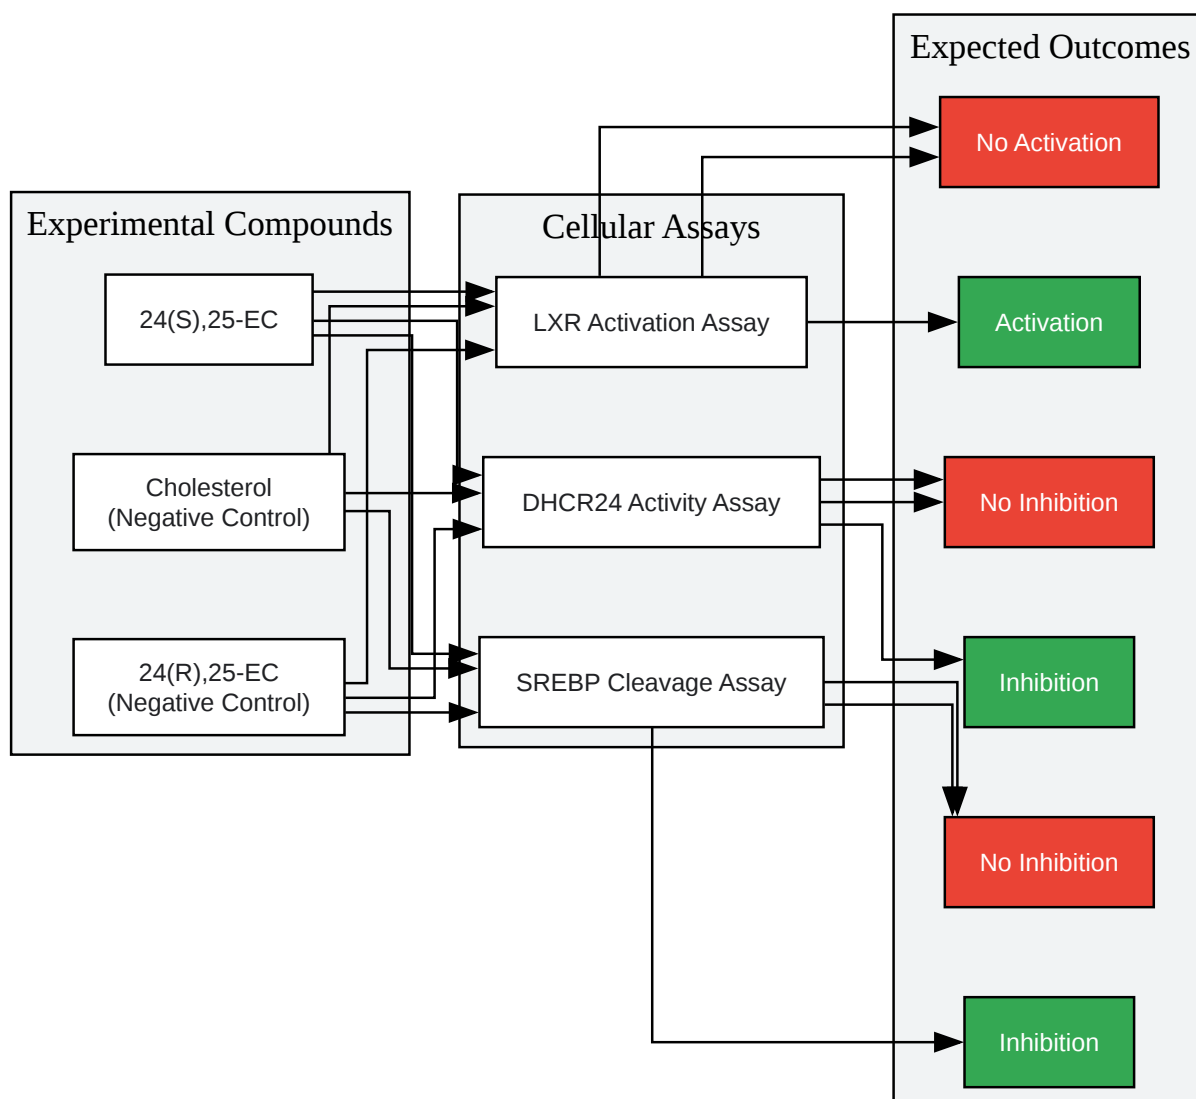 Experimental Compounds
24(S),25-EC
Cholesterol
(Negative Control)
24(R),25-EC
(Negative Control)
Cellular Assays
LXR Activation Assay
DHCR24 Activity Assay
SREBP Cleavage Assay
Expected Outcomes
No Activation
Activation
No Inhibition
Inhibition
No Inhibition
Inhibition